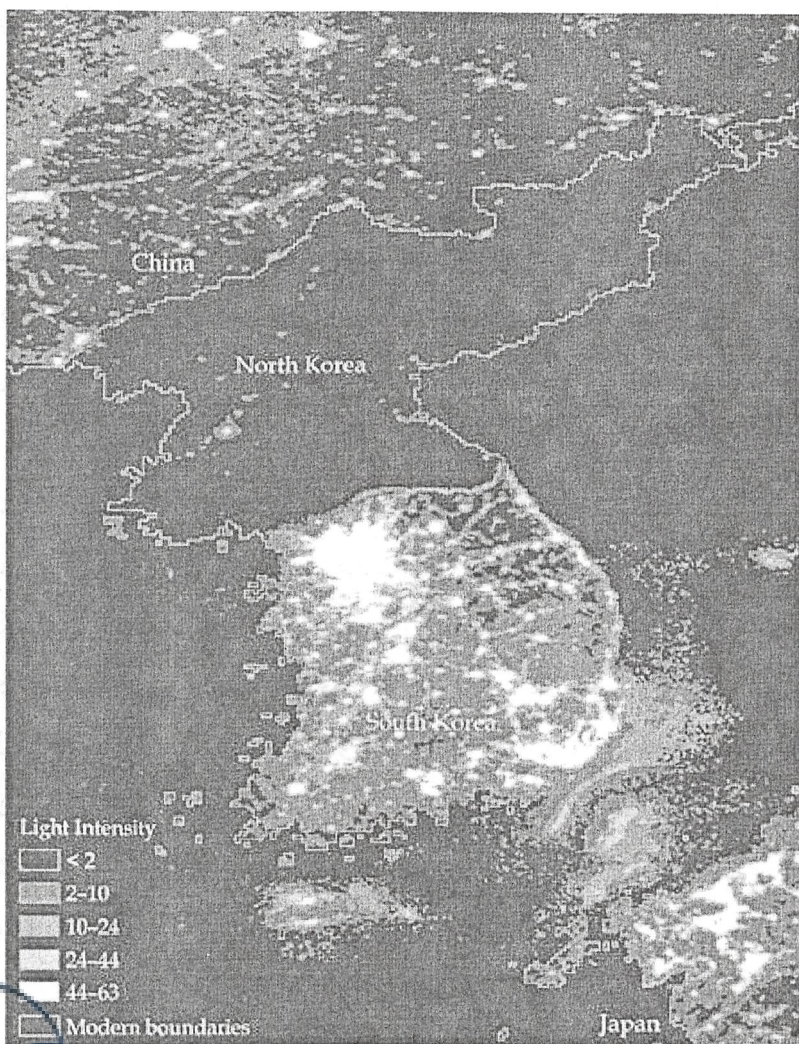 China
North Korea
South Korea
Light Intensity
< 2
2–10
10–24
24–44
44–63
Modern boundaries
Japan